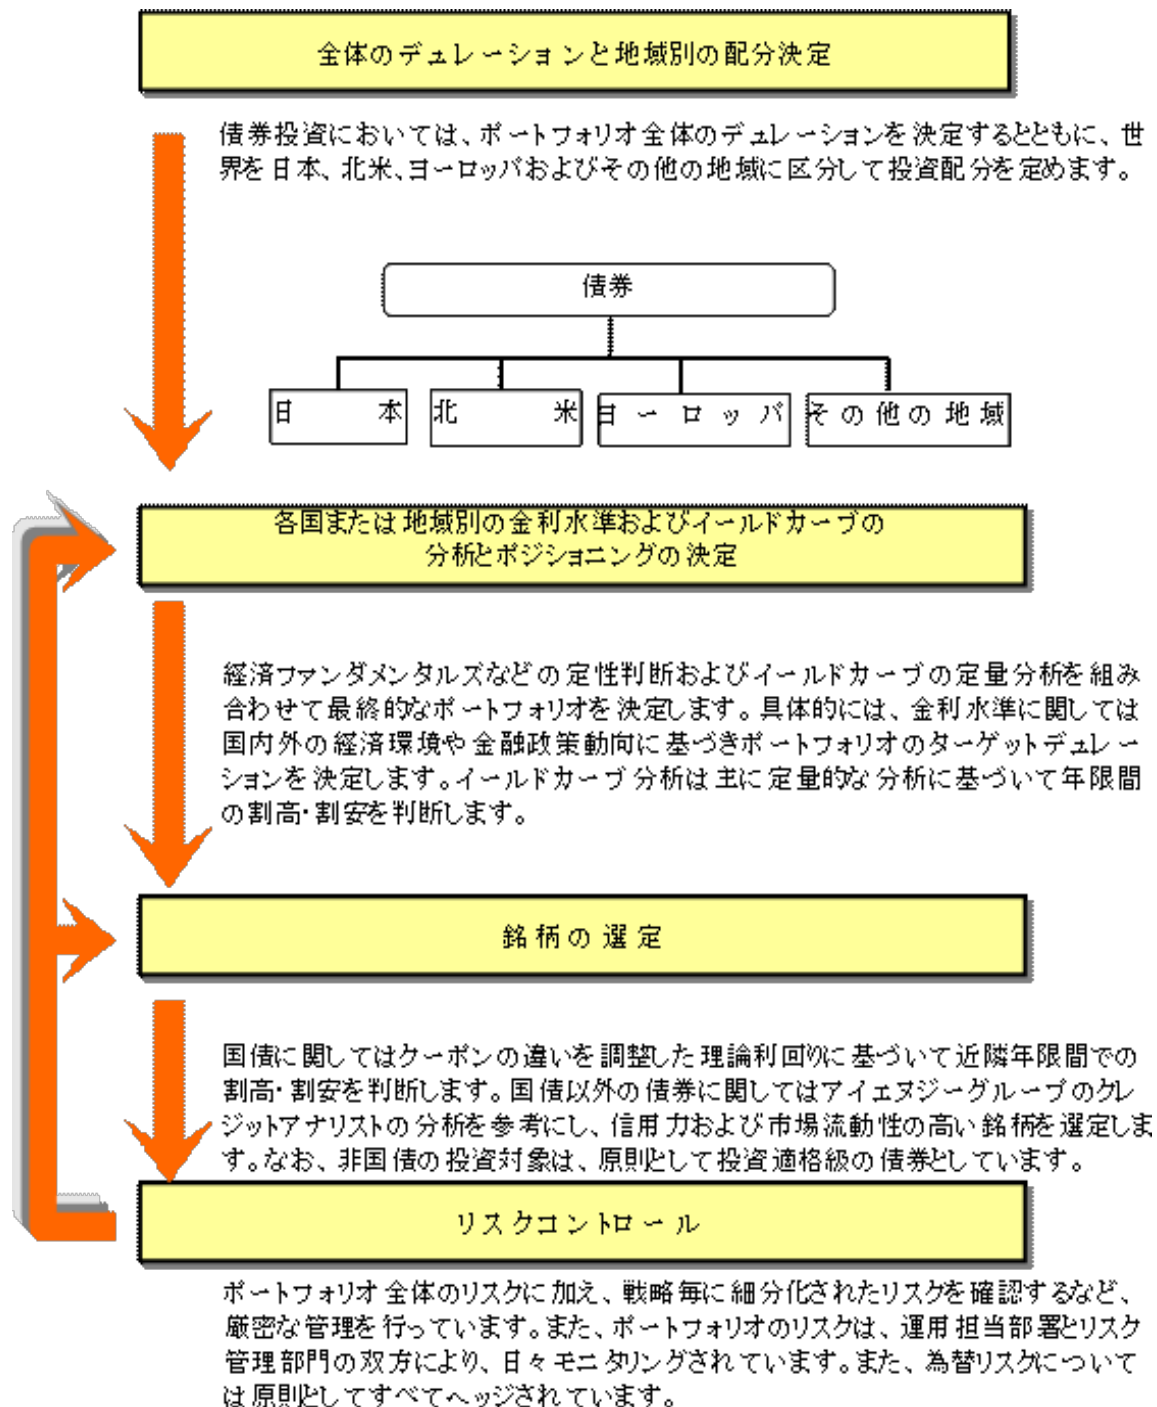 全体のデュレーションと地域別の配分決定
債券投資においては、ポートフォリオ全体のデュレーションを決定するとともに、世
界を日本、北米、ヨーロッパおよびその他の地域に区分して投資配分を定めます。
債券
日本
北米
ヨーロッパ
その他の地域
各国または地域別の金利水準およびイールドカーブの
分析とポジショニングの決定
経済ファンダメンタルズなどの定性判断およびイールドカーブの定量分析を組み
合わせて最終的なポートフォリオを決定します。具体的には、金利水準に関しては
国内外の経済環境や金融政策動向に基づきポートフォリオのターゲットデュレー
ションを決定します。イールドカーブ分析は主に定量的な分析に基づいて年限間
の割高・割安を判断します。
銘柄の選定
国債に関してはクーポンの違いを調整した理論利回りに基づいて近隣年限間での
割高・割安を判断します。国債以外の債券に関してはアイエヌジーグループのクレ
ジットアナリストの分析を参考にし、信用力および市場流動性の高い銘柄を選定しま
す。なお、非国債の投資対象は、原則として投資適格級の債券としています。
リスクコントロール
ポートフォリオ全体のリスクに加え、戦略毎に細分化されたリスクを確認するなど、
厳密な管理を行っています。また、ポートフォリオのリスクは、運用担当部署とリスク
管理部門の双方により、日々モニタリングされています。また、為替リスクについて
は原則としてすべてヘッジされています。